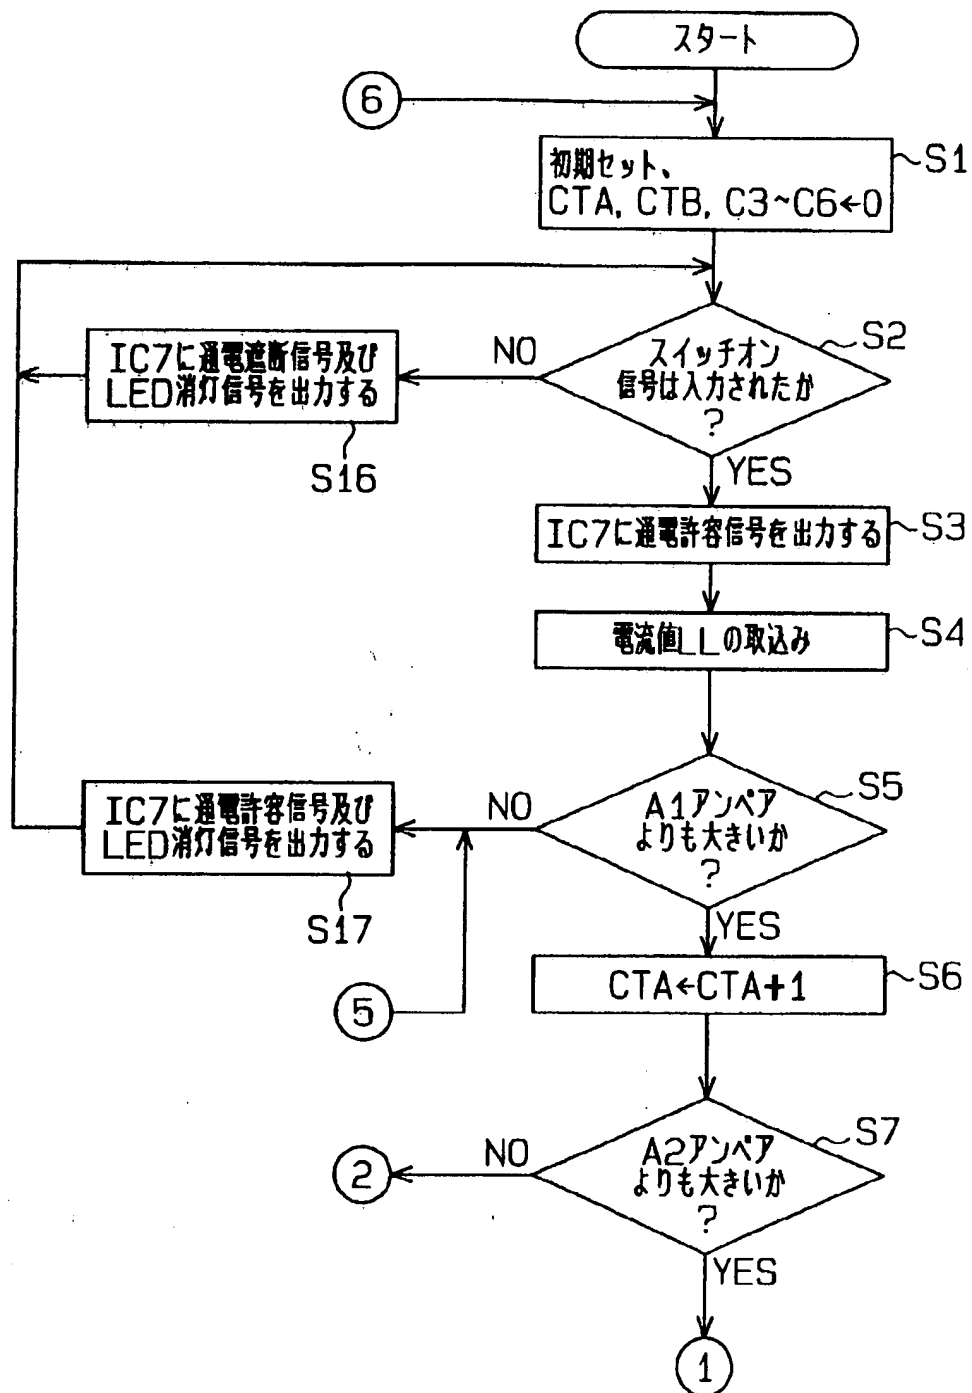 スタート
6
初期セット、
CTA, CTB, C3~C6←0
S1
スイッチオン
信号は入力されたか
?
S2
NO
IC7に通電遮断信号及び
LED消灯信号を出力する
S16
YES
IC7に通電許容信号を出力する
S3
電流値LLの取込み
S4
A1アンペア
よりも大きいか
?
S5
NO
IC7に通電許容信号及び
LED消灯信号を出力する
S17
5
YES
CTA←CTA+1
S6
A2アンペア
よりも大きいか
?
S7
NO
2
YES
1